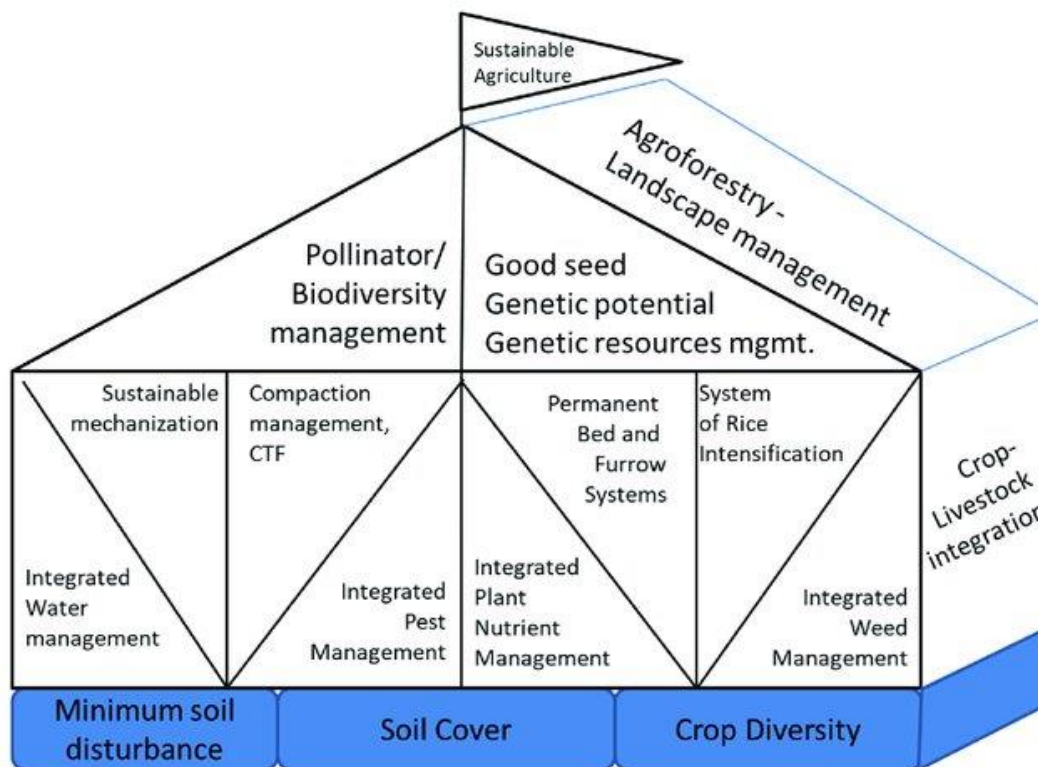 Sustainable
Agriculture
Agroforestry -
Landscape management
Pollinator/
Biodiversity
management
Good seed
Genetic potential
Genetic resources mgmt.
Sustainable
mechanization
Compaction
management,
CTF
Permanent
Bed and
Furrow
Systems
System
of Rice
Intensification
Crop-
Livestock
integration
Integrated
Water
management
Integrated
Pest
Management
Integrated
Plant
Nutrient
Management
Integrated
Weed
Management
Minimum soil
disturbance
Soil Cover
Crop Diversity